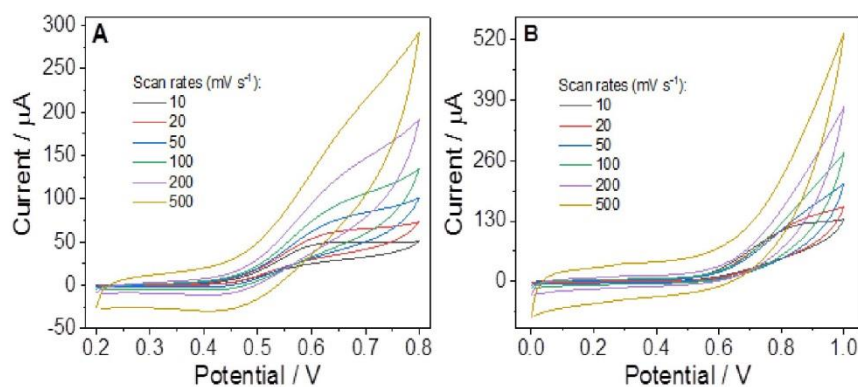 A
Scan rates (mV s⁻¹):
10
20
50
100
200
500
300
250
200
150
100
50
0
-50
Current / µA
0.2 0.3 0.4 0.5 0.6 0.7 0.8
Potential / V
B
Scan rates (mV s⁻¹):
10
20
50
100
200
500
520
390
260
130
0
Current / µA
0.0 0.2 0.4 0.6 0.8 1.0
Potential / V